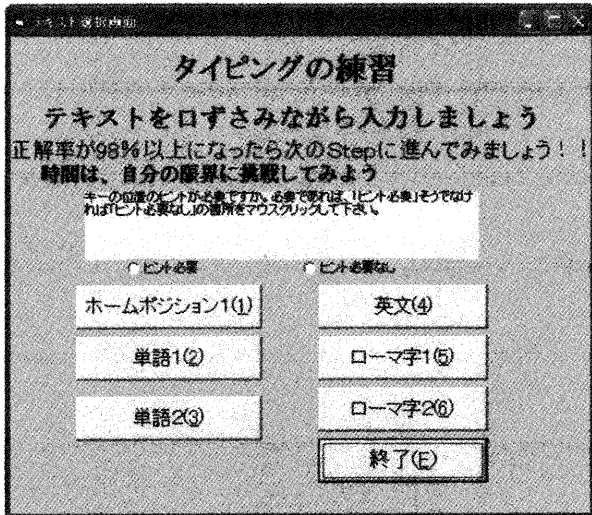 テキスト選択画面
タイピングの練習
テキストを口ずさみながら入力しましょう
正解率が98%以上になったら次のStepに進んでみましょう！！
時間は、自分の限界に挑戦してみよう
キーの位置のヒントが必要ですか。必要であれば、「ヒント必要」そうでなけ
れば「ヒント必要なし」の箇所をマウスクリックして下さい。
ヒント必要
ヒント必要なし
ホームポジション1(1)
英文(4)
単語1(2)
ローマ字1(5)
単語2(3)
ローマ字2(6)
終了(E)